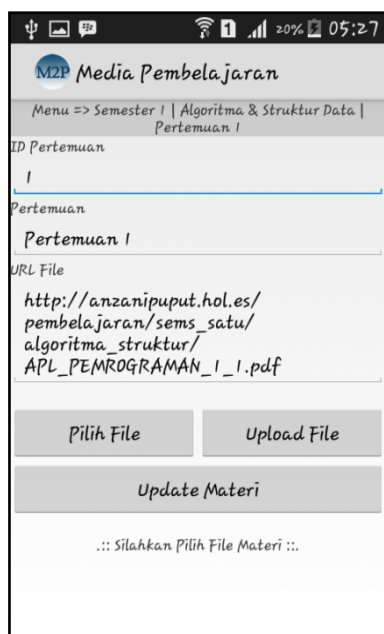 1 20% 05:27
M2P Media Pembelajaran
Menu => Semester 1 | Algoritma & Struktur Data |
Pertemuan 1
ID Pertemuan
1
Pertemuan
Pertemuan 1
URL File
http://anzanipuput.hol.es/
pembelajaran/sems_satu/
algoritma_struktur/
APL_PEMROGRAMAN_1_1.pdf
Pilih File Upload File
Update Materi
.:: Silahkan Pilih File Materi ::.